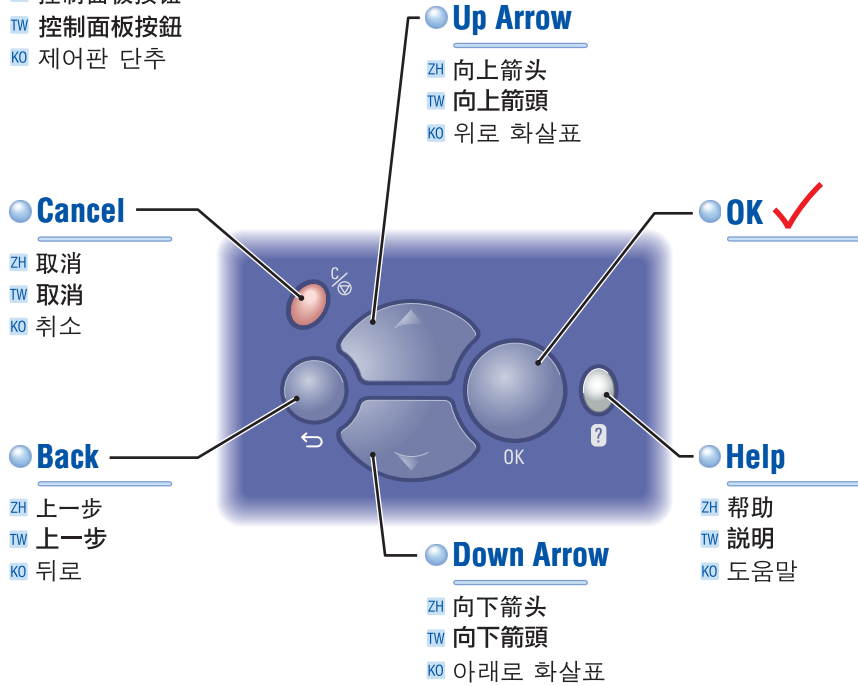 TW 控制面板按鈕
KO 제어판 단추
Up Arrow
ZH 向上箭头
TW 向上箭頭
KO 위로 화살표
Cancel
ZH 取消
TW 取消
KO 취소
OK
C
Back
ZH 上一步
TW 上一步
KO 뒤로
OK
?
Help
ZH 帮助
TW 説明
KO 도움말
Down Arrow
ZH 向下箭头
TW 向下箭頭
KO 아래로 화살표